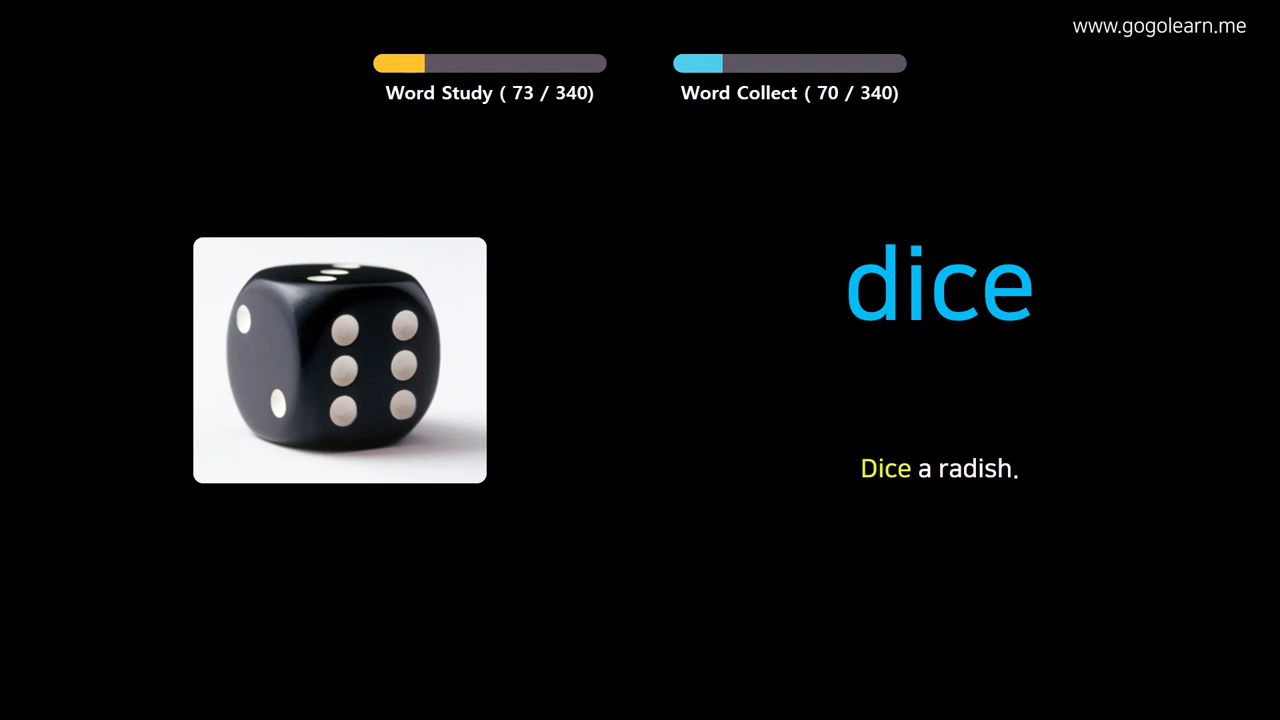 www.gogolearn.me
Word Study ( 73 / 340)
Word Collect ( 70 / 340)
dice
Dice a radish.